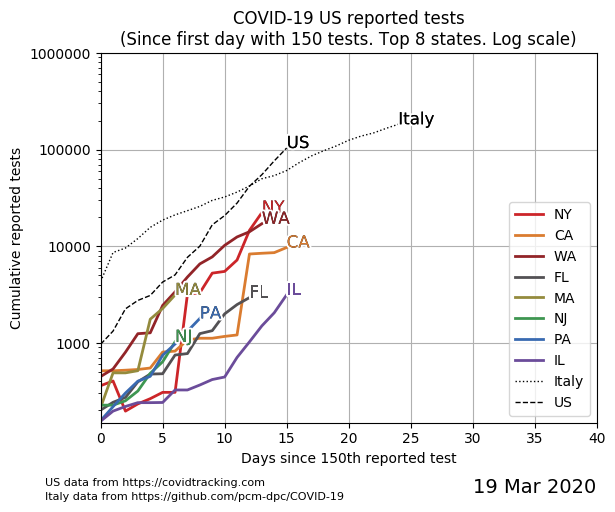 COVID-19 US reported tests
(Since first day with 150 tests. Top 8 states. Log scale)
1000000
100000
10000
1000
Cumulative reported tests
US
Italy
NY
WA
CA
MA
FL
IL
PA
NJ
NY
CA
WA
FL
MA
NJ
PA
IL
Italy
US
0 5 10 15 20 25 30 35 40
Days since 150th reported test
US data from https://covidtracking.com
Italy data from https://github.com/pcm-dpc/COVID-19
19 Mar 2020